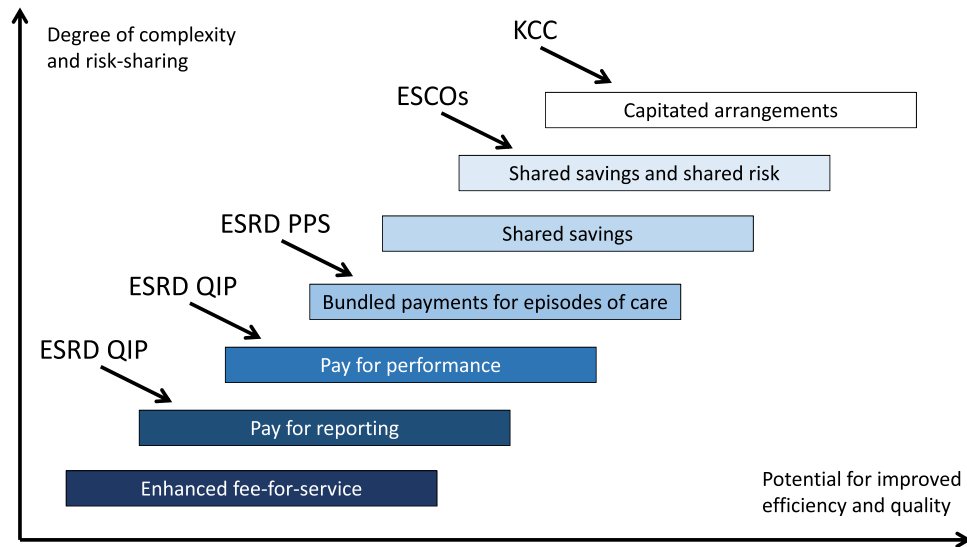 Degree of complexity
and risk-sharing
KCC
Capitated arrangements
ESCOs
Shared savings and shared risk
Shared savings
ESRD PPS
Bundled payments for episodes of care
ESRD QIP
Pay for performance
ESRD QIP
Pay for reporting
Enhanced fee-for-service
Potential for improved
efficiency and quality